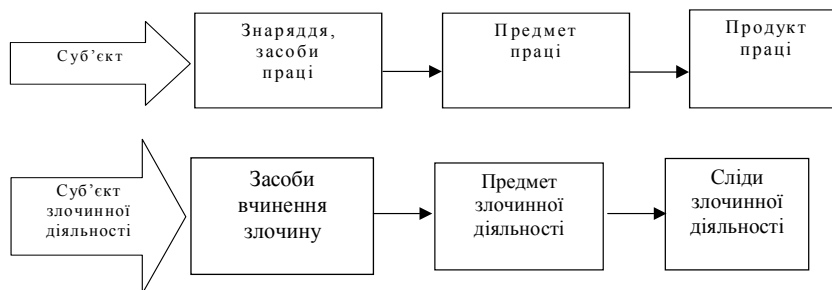 Суб’єкт
Знаряддя,
засоби
праці
Предмет
праці
Продукт
праці
Суб’єкт
злочинної
діяльності
Засоби
вчинення
злочину
Предмет
злочинної
діяльності
Сліди
злочинної
діяльності